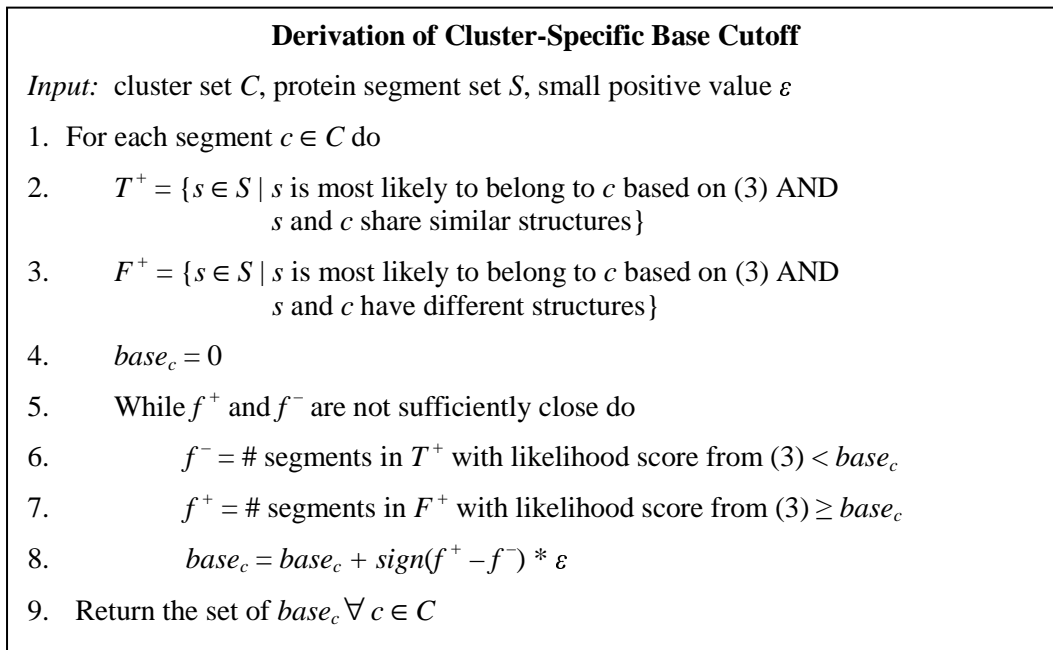 Derivation of Cluster-Specific Base Cutoff
Input: cluster set C, protein segment set S, small positive value ε
1. For each segment c ∈ C do
2. T⁺ = {s ∈ S | s is most likely to belong to c based on (3) AND
s and c share similar structures}
3. F⁺ = {s ∈ S | s is most likely to belong to c based on (3) AND
s and c have different structures}
4. base_c = 0
5. While f⁺ and f⁻ are not sufficiently close do
6. f⁻ = # segments in T⁺ with likelihood score from (3) < base_c
7. f⁺ = # segments in F⁺ with likelihood score from (3) ≥ base_c
8. base_c = base_c + sign(f⁺ – f⁻) * ε
9. Return the set of base_c ∀ c ∈ C